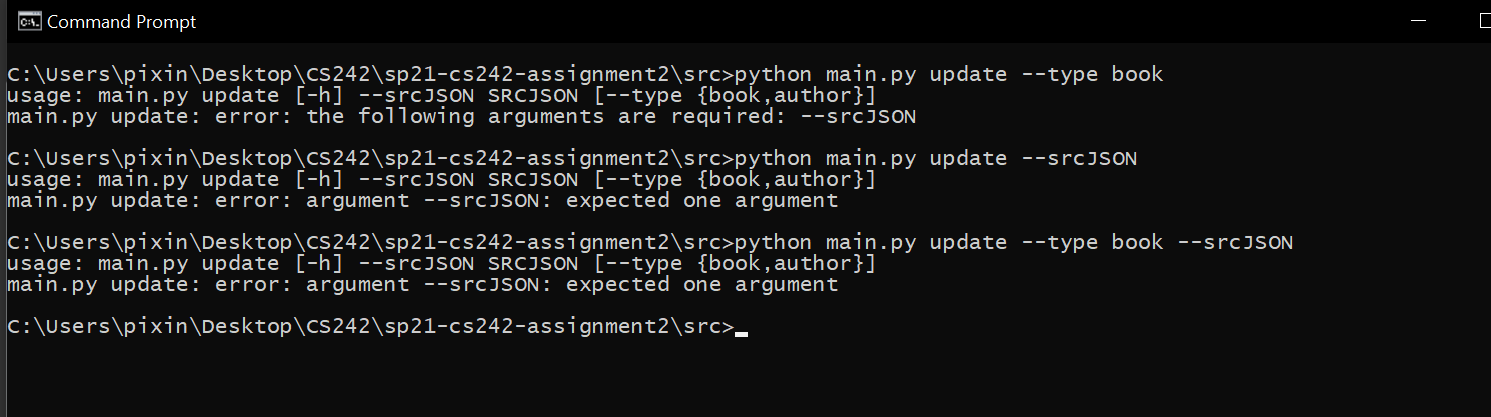 Command Prompt
C:\Users\pixin\Desktop\CS242\sp21-cs242-assignment2\src>python main.py update --type book
usage: main.py update [-h] --srcJSON SRCJSON [--type {book,author}]
main.py update: error: the following arguments are required: --srcJSON
C:\Users\pixin\Desktop\CS242\sp21-cs242-assignment2\src>python main.py update --srcJSON
usage: main.py update [-h] --srcJSON SRCJSON [--type {book,author}]
main.py update: error: argument --srcJSON: expected one argument
C:\Users\pixin\Desktop\CS242\sp21-cs242-assignment2\src>python main.py update --type book --srcJSON
usage: main.py update [-h] --srcJSON SRCJSON [--type {book,author}]
main.py update: error: argument --srcJSON: expected one argument
C:\Users\pixin\Desktop\CS242\sp21-cs242-assignment2\src>